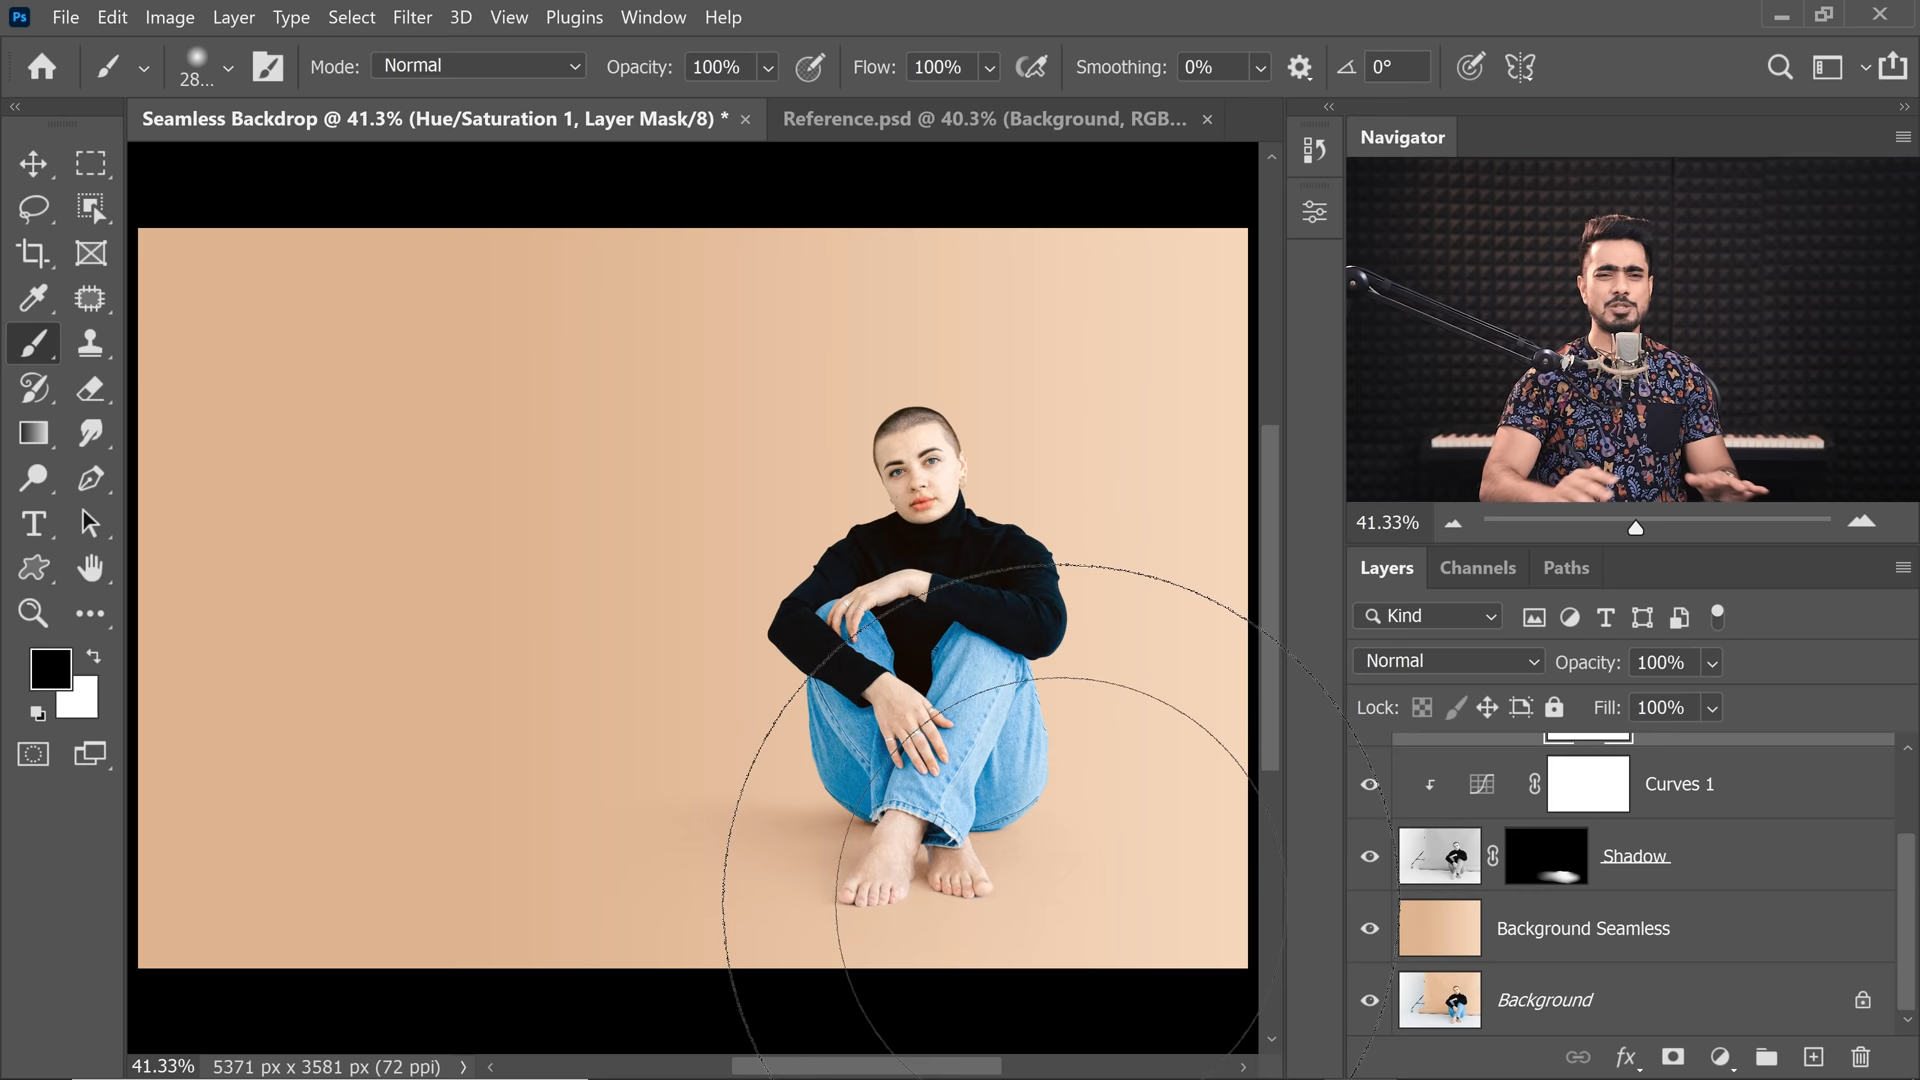 Ps File Edit Image Layer Type Select Filter 3D View Plugins Window Help
28... Mode: Normal Opacity: 100% Flow: 100% Smoothing: 0% 0°
Seamless Backdrop @ 41.3% (Hue/Saturation 1, Layer Mask/8) * Reference.psd @ 40.3% (Background, RGB...
Navigator
41.33%
Layers Channels Paths
Kind
Normal Opacity: 100%
Lock: Fill: 100%
Curves 1
Shadow
Background Seamless
Background
fx
41.33% 5371 px x 3581 px (72 ppi)